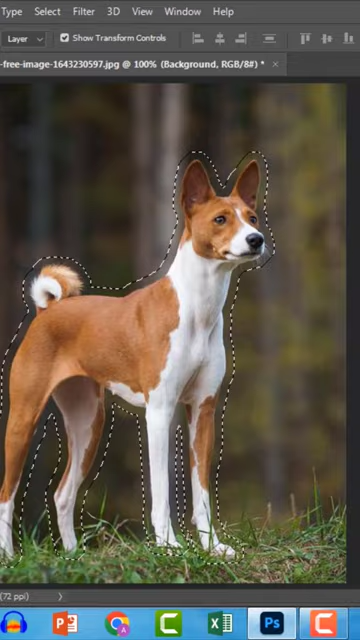 Type Select Filter 3D View Window Help
Layer Show Transform Controls
-free-image-1643230597.jpg @ 100% (Background, RGB/8#) * ×
(72 ppi) >
P A C X Ps C